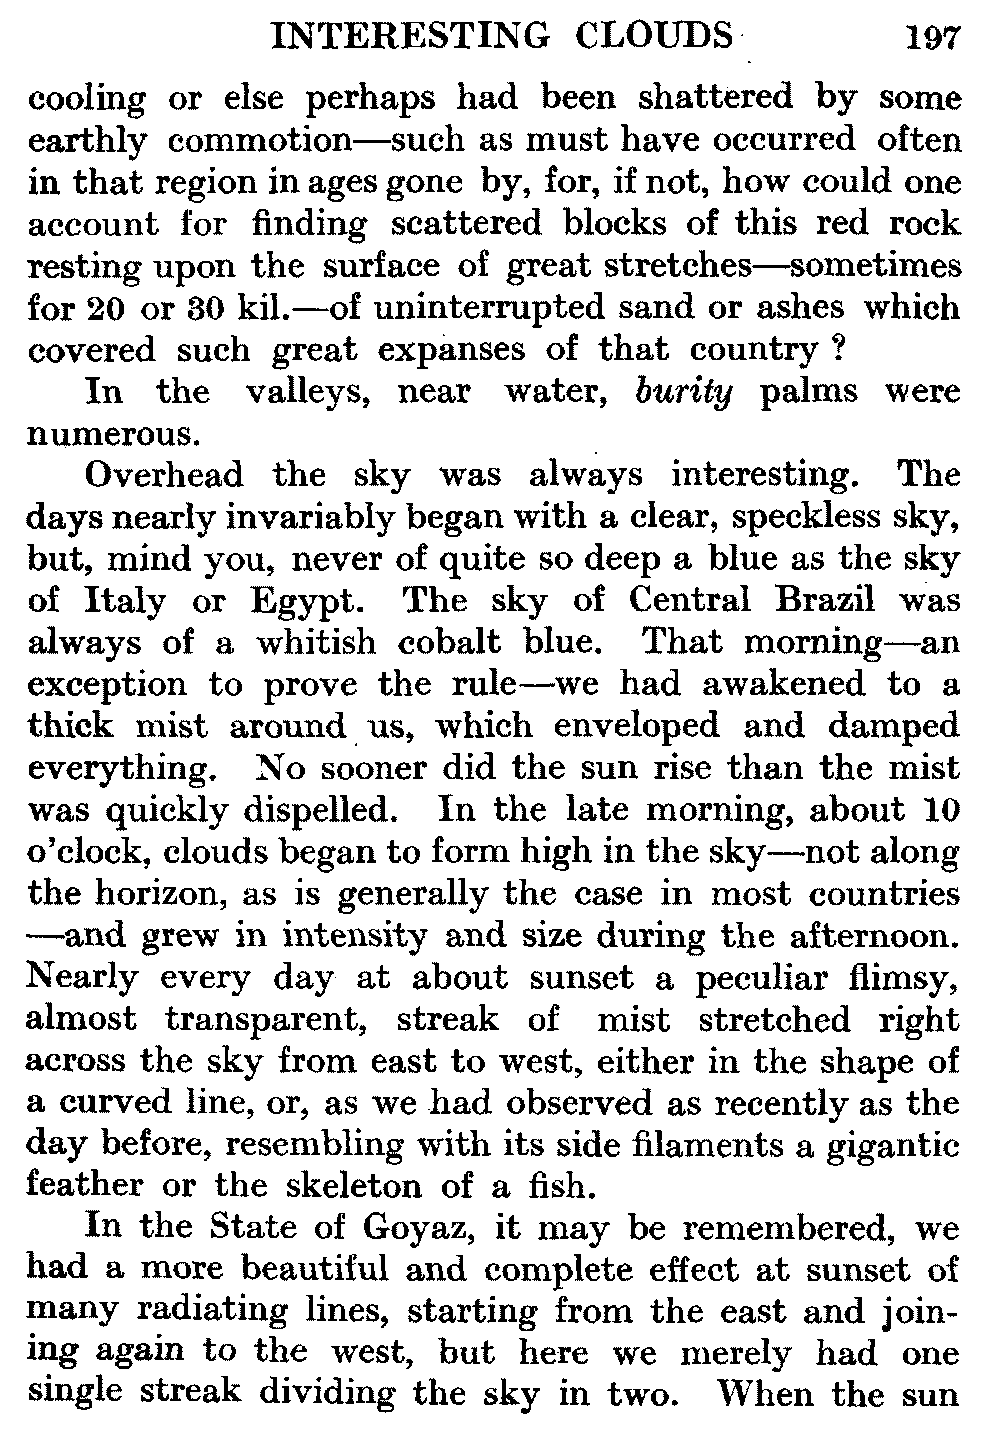 INTERESTING CLOUDS 197
cooling or else perhaps had been shattered by some
earthly commotion—such as must have occurred often
in that region in ages gone by, for, if not, how could one
account for finding scattered blocks of this red rock
resting upon the surface of great stretches—sometimes
for 20 or 30 kil.—of uninterrupted sand or ashes which
covered such great expanses of that country ?
In the valleys, near water, burity palms were
numerous.
Overhead the sky was always interesting. The
days nearly invariably began with a clear, speckless sky,
but, mind you, never of quite so deep a blue as the sky
of Italy or Egypt. The sky of Central Brazil was
always of a whitish cobalt blue. That morning—an
exception to prove the rule—we had awakened to a
thick mist around us, which enveloped and damped
everything. No sooner did the sun rise than the mist
was quickly dispelled. In the late morning, about 10
o'clock, clouds began to form high in the sky—not along
the horizon, as is generally the case in most countries
—and grew in intensity and size during the afternoon.
Nearly every day at about sunset a peculiar flimsy,
almost transparent, streak of mist stretched right
across the sky from east to west, either in the shape of
a curved line, or, as we had observed as recently as the
day before, resembling with its side filaments a gigantic
feather or the skeleton of a fish.
In the State of Goyaz, it may be remembered, we
had a more beautiful and complete effect at sunset of
many radiating lines, starting from the east and join-
ing again to the west, but here we merely had one
single streak dividing the sky in two. When the sun